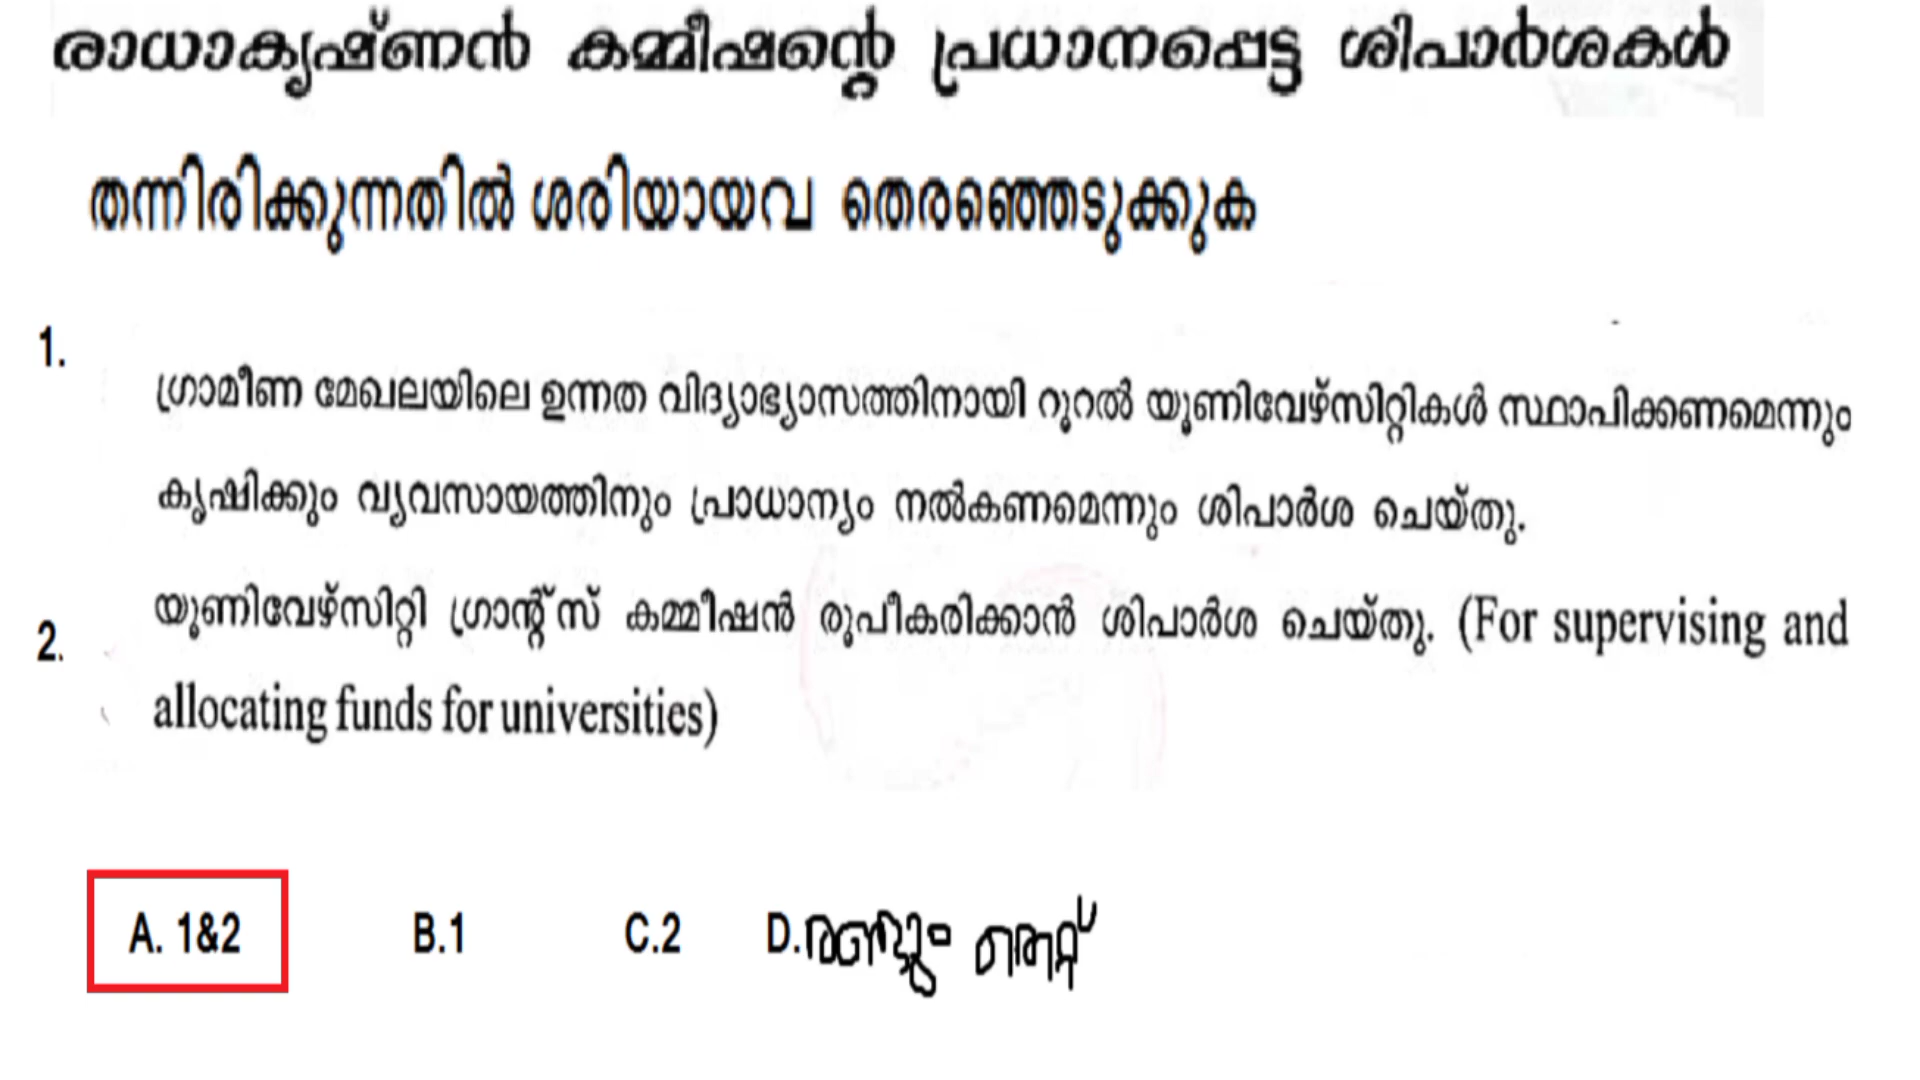 രാധാകൃഷ്ണൻ കമ്മീഷന്റെ പ്രധാനപ്പെട്ട ശിപാർശകൾ
തന്നിരിക്കുന്നതിൽ ശരിയായവ തെരഞ്ഞെടുക്കുക
1.
ഗ്രാമീണ മേഖലയിലെ ഉന്നത വിദ്യാഭ്യാസത്തിനായി റൂറൽ യൂണിവേഴ്സിറ്റികൾ സ്ഥാപിക്കണമെന്നും
കൃഷിക്കും വ്യവസായത്തിനും പ്രാധാന്യം നൽകണമെന്നും ശിപാർശ ചെയ്തു.
2. യൂണിവേഴ്സിറ്റി ഗ്രാന്റ്സ് കമ്മീഷൻ രൂപീകരിക്കാൻ ശിപാർശ ചെയ്തു. (For supervising and
allocating funds for universities)
A. 1&2 B.1 C.2 D.രണ്ടും തെറ്റ്